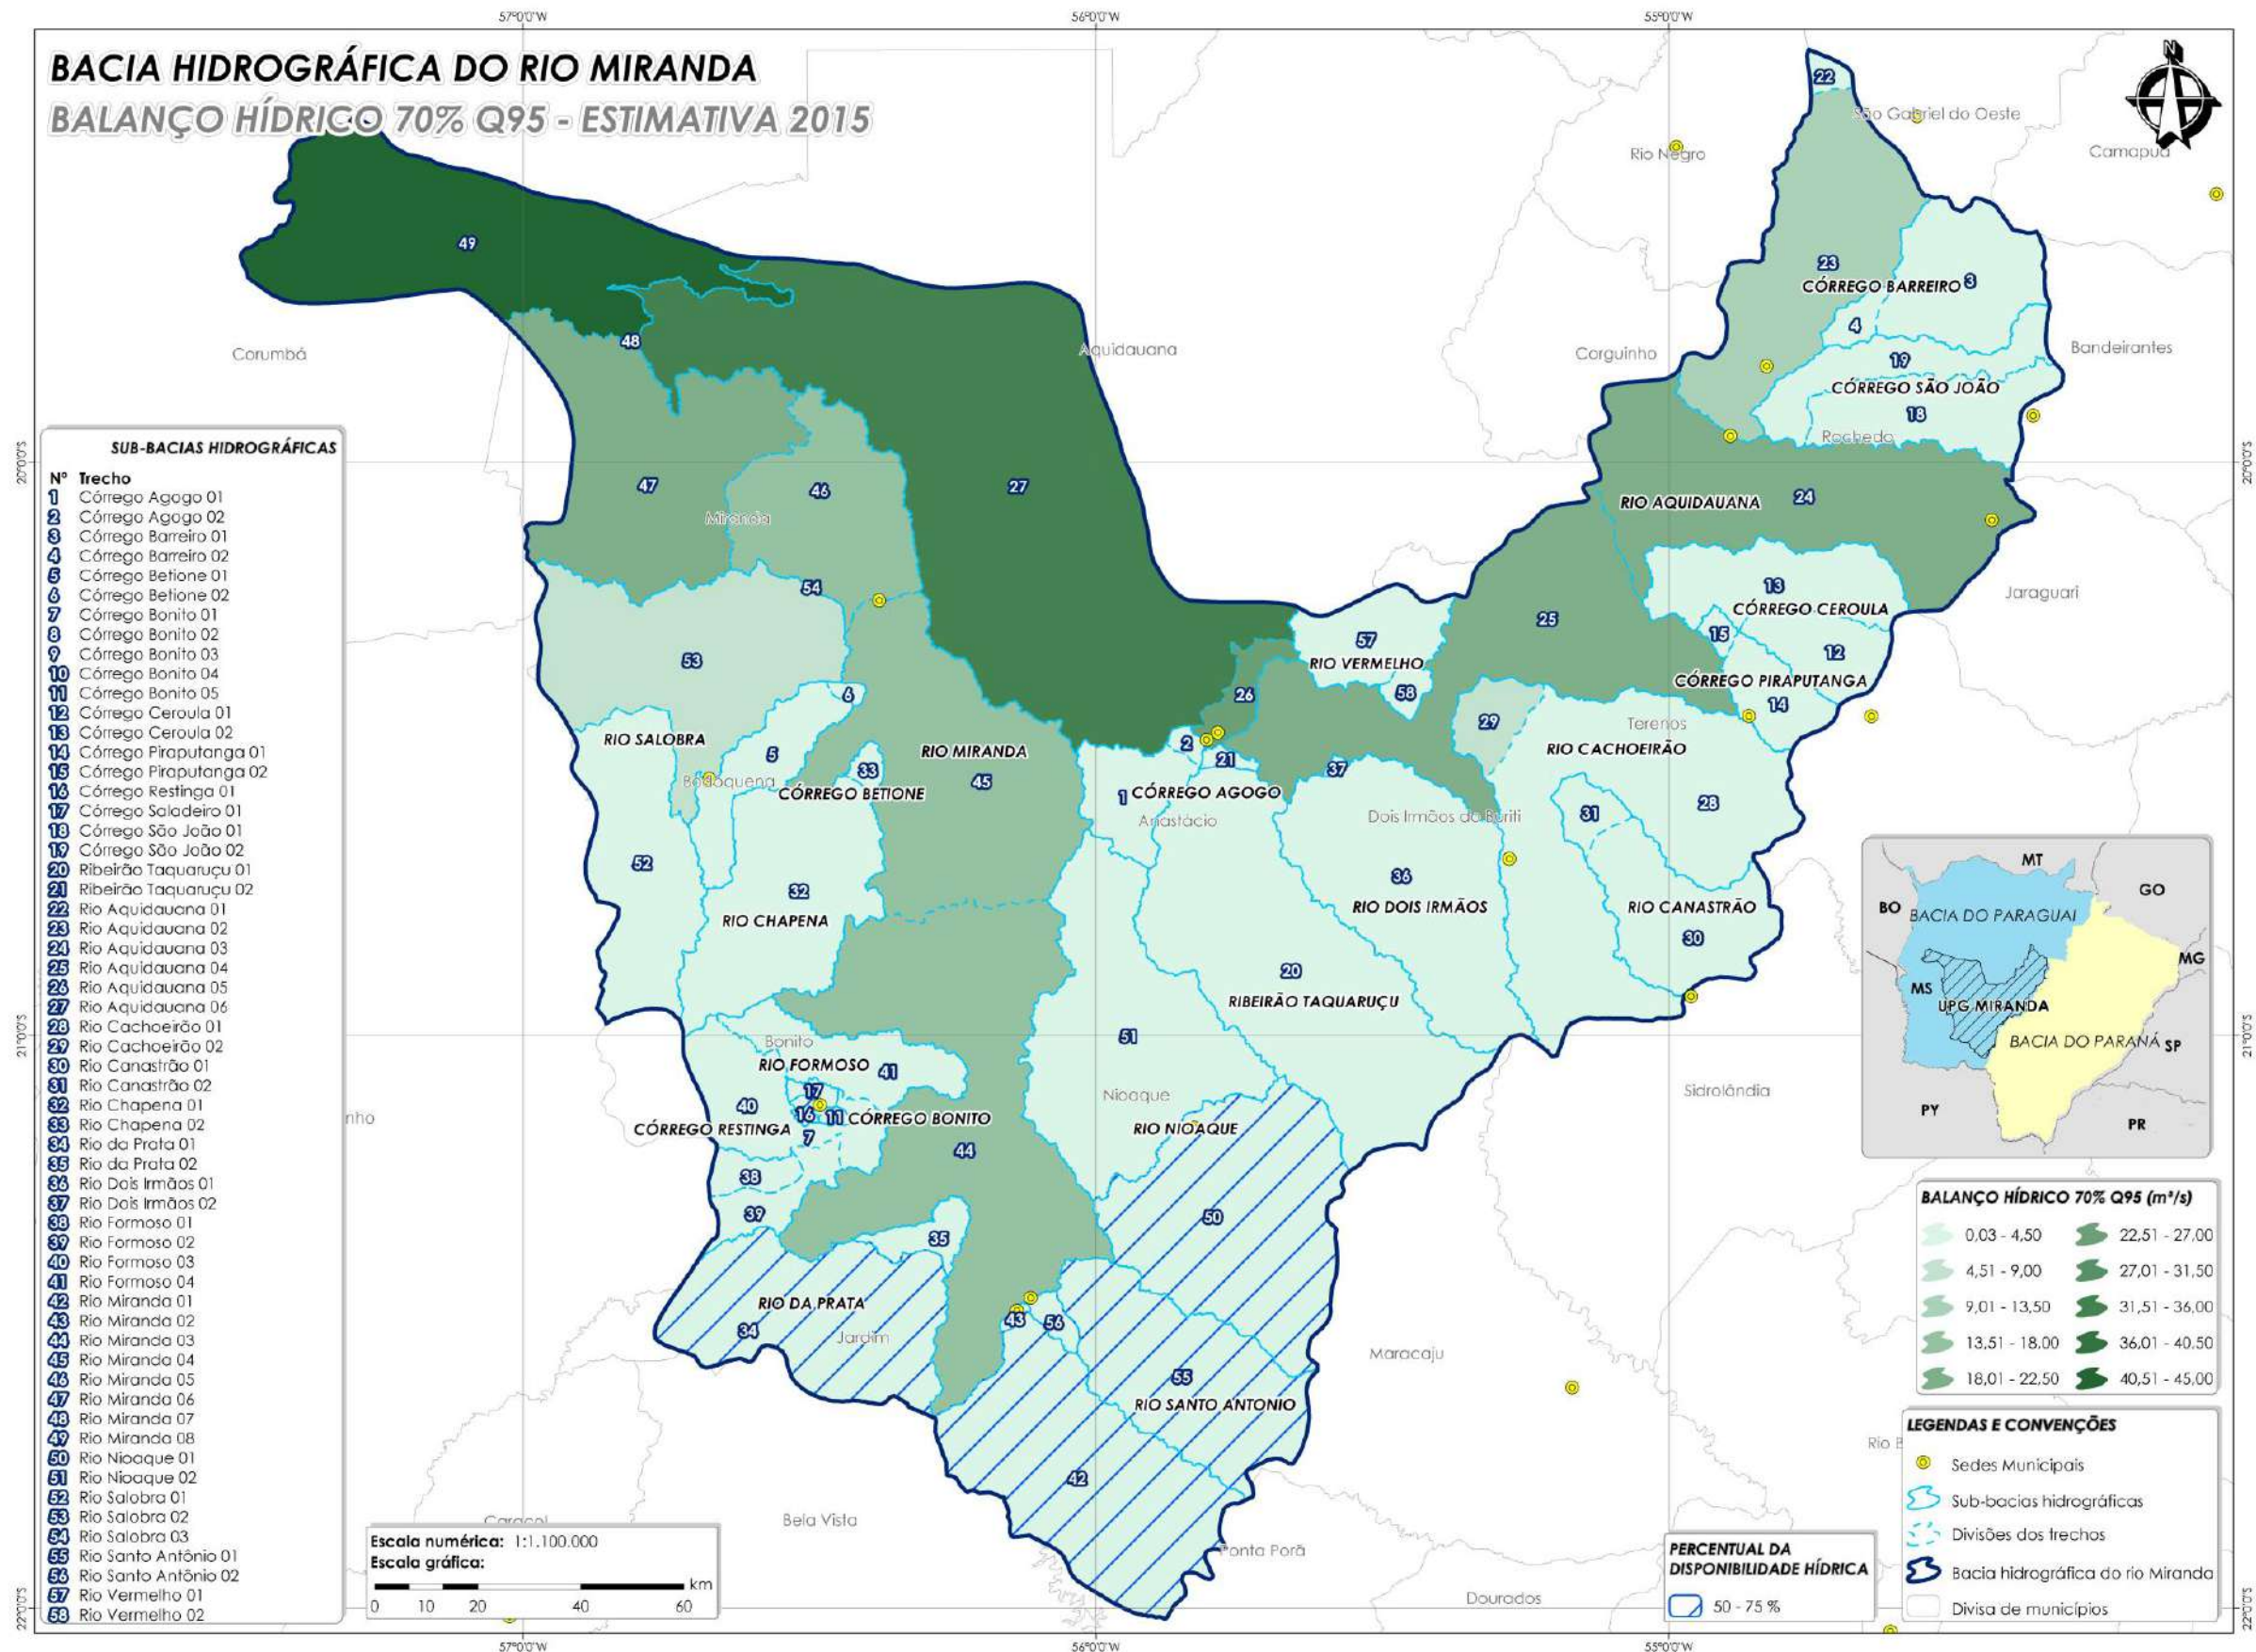 57°0'0"W
56°0'0"W
55°0'0"W
BACIA HIDROGRÁFICA DO RIO MIRANDA
BALANÇO HÍDRICO 70% Q95 - ESTIMATIVA 2015
N
22
São Gabriel do Oeste
Rio Negro
Camapuã
49
23
CÓRREGO BARREIRO
3
4
48
Corumbá
Aquidauana
Corguinho
Bandeirantes
19
CÓRREGO SÃO JOÃO
18
Rochedo
20°0'0"S
20°0'0"S
47
46
27
Miranda
RIO AQUIDAUANA
24
54
13
Jaraguari
CÓRREGO CEROULA
25
15
12
57
RIO VERMELHO
53
CÓRREGO PIRAPUTANGA
6
26
58
14
29
Terenos
RIO SALOBRA
5
RIO MIRANDA
2
RIO CACHOEIRÃO
33
21
37
Bodoquena
45
CÓRREGO BETIONE
1
CÓRREGO AGOGO
28
Anastácio
Dois Irmãos do Buriti
31
52
32
36
RIO CHAPENA
RIO DOIS IRMÃOS
RIO CANASTRÃO
30
20
RIBEIRÃO TAQUARUÇU
21°0'0"S
21°0'0"S
Bonito
51
RIO FORMOSO
41
17
Nioaque
Sidrolândia
40
16
11
CÓRREGO BONITO
nho
CÓRREGO RESTINGA
7
RIO NIOAQUE
44
38
39
50
35
RIO DA PRATA
34
Jardim
43
56
Maracaju
55
RIO SANTO ANTONIO
42
Rio B
Caracol
Bela Vista
Ponta Porã
Dourados
SUB-BACIAS HIDROGRÁFICAS
Nº Trecho
1 Córrego Agogo 01
2 Córrego Agogo 02
3 Córrego Barreiro 01
4 Córrego Barreiro 02
5 Córrego Betione 01
6 Córrego Betione 02
7 Córrego Bonito 01
8 Córrego Bonito 02
9 Córrego Bonito 03
10 Córrego Bonito 04
11 Córrego Bonito 05
12 Córrego Ceroula 01
13 Córrego Ceroula 02
14 Córrego Piraputanga 01
15 Córrego Piraputanga 02
16 Córrego Restinga 01
17 Córrego Saladeiro 01
18 Córrego São João 01
19 Córrego São João 02
20 Ribeirão Taquaruçu 01
21 Ribeirão Taquaruçu 02
22 Rio Aquidauana 01
23 Rio Aquidauana 02
24 Rio Aquidauana 03
25 Rio Aquidauana 04
26 Rio Aquidauana 05
27 Rio Aquidauana 06
28 Rio Cachoeirão 01
29 Rio Cachoeirão 02
30 Rio Canastrão 01
31 Rio Canastrão 02
32 Rio Chapena 01
33 Rio Chapena 02
34 Rio da Prata 01
35 Rio da Prata 02
36 Rio Dois Irmãos 01
37 Rio Dois Irmãos 02
38 Rio Formoso 01
39 Rio Formoso 02
40 Rio Formoso 03
41 Rio Formoso 04
42 Rio Miranda 01
43 Rio Miranda 02
44 Rio Miranda 03
45 Rio Miranda 04
46 Rio Miranda 05
47 Rio Miranda 06
48 Rio Miranda 07
49 Rio Miranda 08
50 Rio Nioaque 01
51 Rio Nioaque 02
52 Rio Salobra 01
53 Rio Salobra 02
54 Rio Salobra 03
55 Rio Santo Antônio 01
56 Rio Santo Antônio 02
57 Rio Vermelho 01
58 Rio Vermelho 02
Escala numérica: 1:1.100.000
Escala gráfica:
km
0 10 20 40 60
MT
GO
BO
BACIA DO PARAGUAI
MG
MS
UPG MIRANDA
BACIA DO PARANÁ
SP
PY
PR
BALANÇO HÍDRICO 70% Q95 (m³/s)
0,03 - 4,50
22,51 - 27,00
4,51 - 9,00
27,01 - 31,50
9,01 - 13,50
31,51 - 36,00
13,51 - 18,00
36,01 - 40,50
18,01 - 22,50
40,51 - 45,00
LEGENDAS E CONVENÇÕES
Sedes Municipais
Sub-bacias hidrográficas
Divisões dos trechos
Bacia hidrográfica do rio Miranda
Divisa de municípios
PERCENTUAL DA
DISPONIBILIDADE HÍDRICA
50 - 75 %
22°0'0"S
22°0'0"S
57°0'0"W
56°0'0"W
55°0'0"W